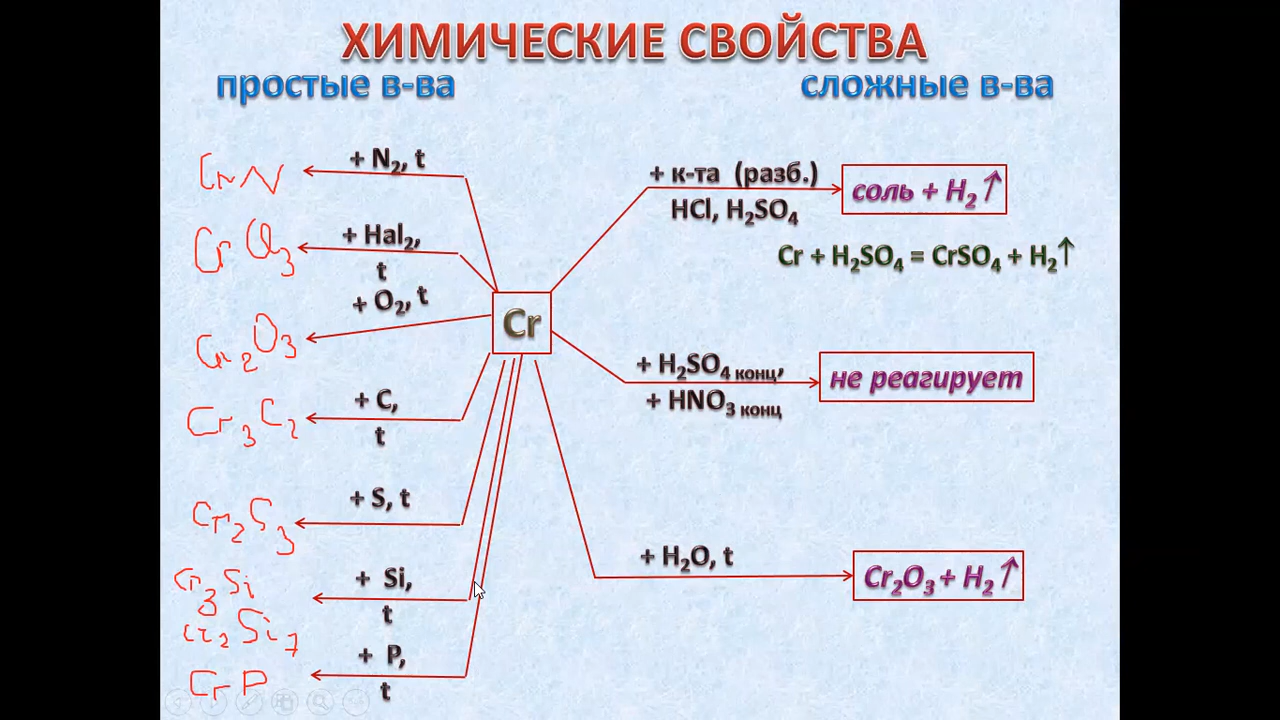 ХИМИЧЕСКИЕ СВОЙСТВА
простые в-ва
сложные в-ва
+ N₂, t
CrN
+ Hal₂,
t
+ O₂, t
Cr₂O₃
+ C,
t
Cr₃C₂
+ S, t
Cr₂S₃
+ Si,
t
Cr₃Si
+ P,
t
CrP
Cr
+ к-та (разб.)
HCl, H₂SO₄
соль + H₂↑
Cr + H₂SO₄ = CrSO₄ + H₂↑
+ H₂SO₄ конц,
+ HNO₃ конц
не реагирует
+ H₂O, t
Cr₂O₃ + H₂↑